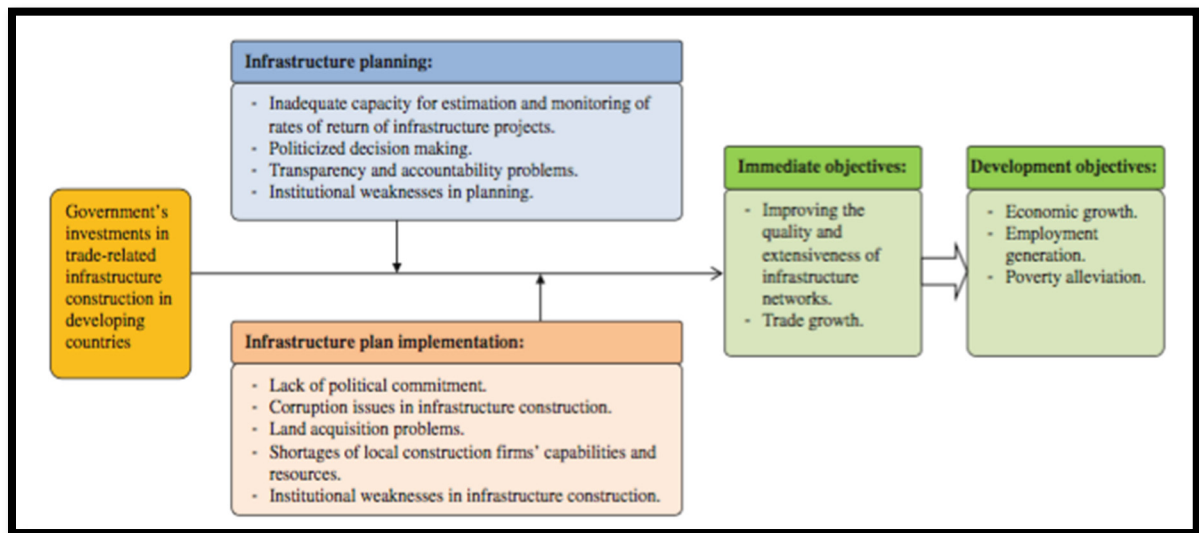 Infrastructure planning:
- Inadequate capacity for estimation and monitoring of
rates of return of infrastructure projects.
- Politicized decision making.
- Transparency and accountability problems.
- Institutional weaknesses in planning.
Government's
investments in
trade-related
infrastructure
construction in
developing
countries
Infrastructure plan implementation:
- Lack of political commitment.
- Corruption issues in infrastructure construction.
- Land acquisition problems.
- Shortages of local construction firms' capabilities and
resources.
- Institutional weaknesses in infrastructure construction.
Immediate objectives:
- Improving the
quality and
extensiveness of
infrastructure
networks.
- Trade growth.
Development objectives:
- Economic growth.
- Employment
generation.
- Poverty alleviation.